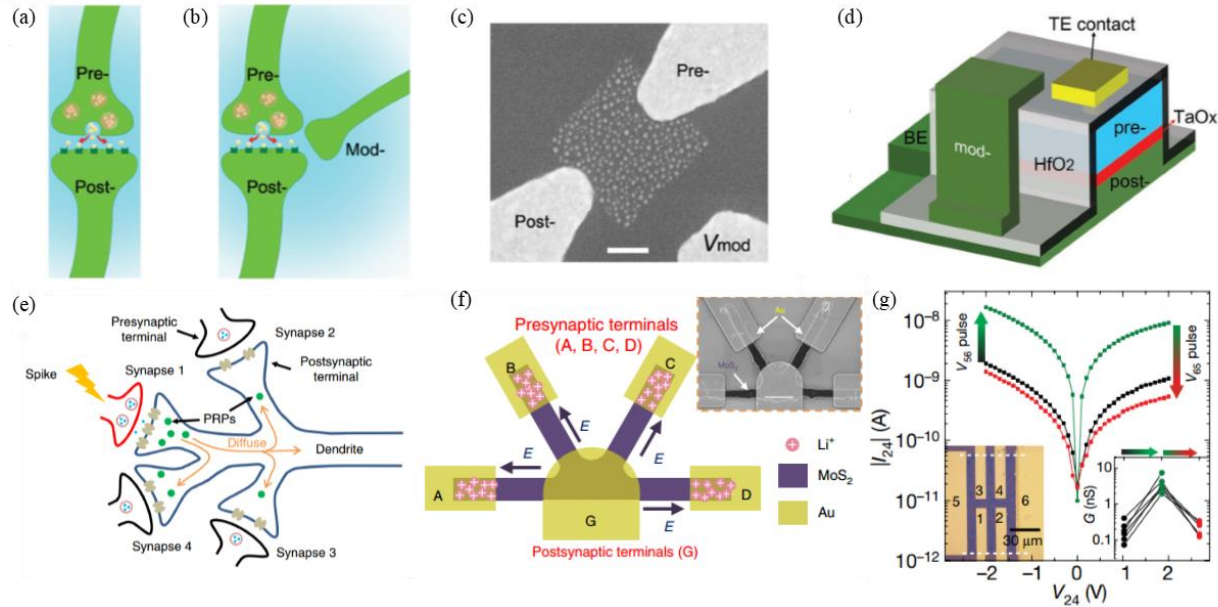 (a)
Pre-
Post-
(b)
Pre-
Mod-
Post-
(c)
Pre-
Post-
Vmod
(d)
TE contact
TaOx
BE
mod-
HfO2
pre-
post-
(e)
Presynaptic
terminal
Synapse 2
Postsynaptic
terminal
Spike
Synapse 1
PRPs
Diffuse
Dendrite
Synapse 4
Synapse 3
(f)
Presynaptic terminals
(A, B, C, D)
Au
MoS₂
B
C
E
E
E
E
A
D
G
Li⁺
MoS₂
Au
Postsynaptic terminals (G)
(g)
10⁻⁸
10⁻⁹
10⁻¹⁰
10⁻¹¹
10⁻¹²
|I₂₄| (A)
V₅₆ pulse
V₆₅ pulse
5
3
4
6
1
2
30 μm
G (nS)
10
1
0.1
−2
−1
0
1
2
V₂₄ (V)